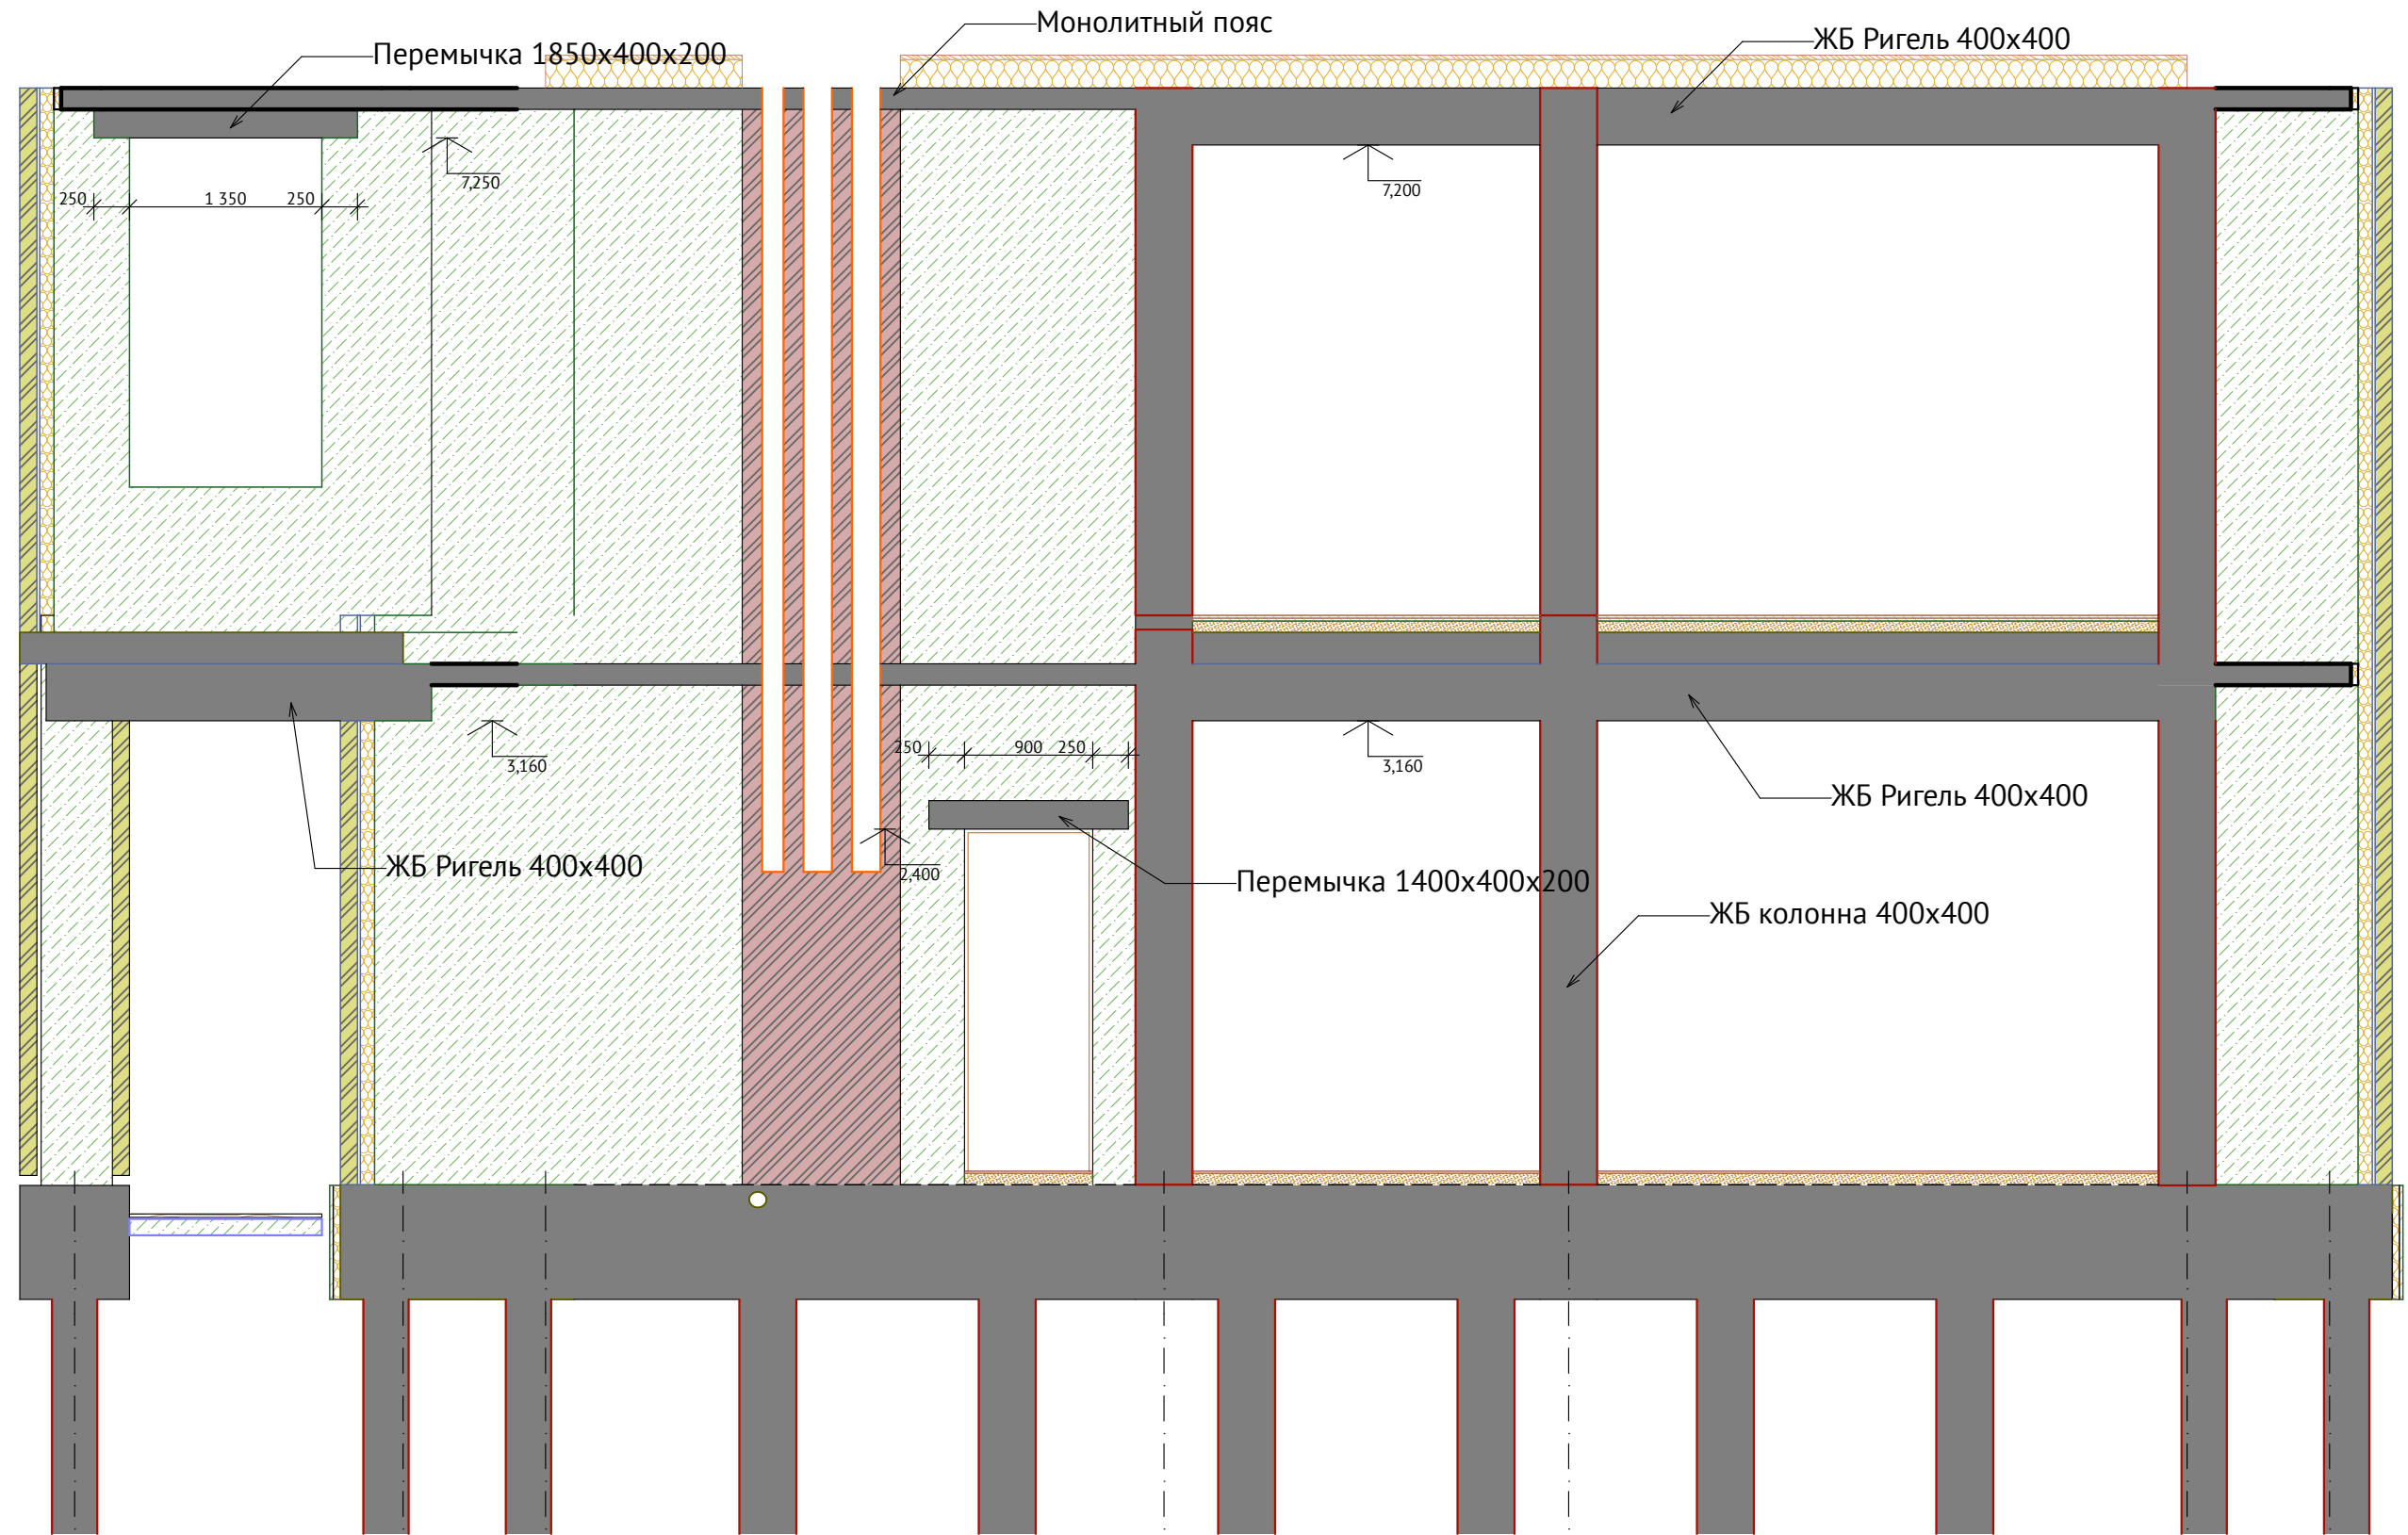 Монолитный пояс
ЖБ Ригель 400х400
Перемычка 1850х400х200
7,250
7,200
250
1 350
250
250
900
250
3,160
3,160
ЖБ Ригель 400х400
ЖБ Ригель 400х400
2,400
Перемычка 1400х400х200
ЖБ колонна 400х400